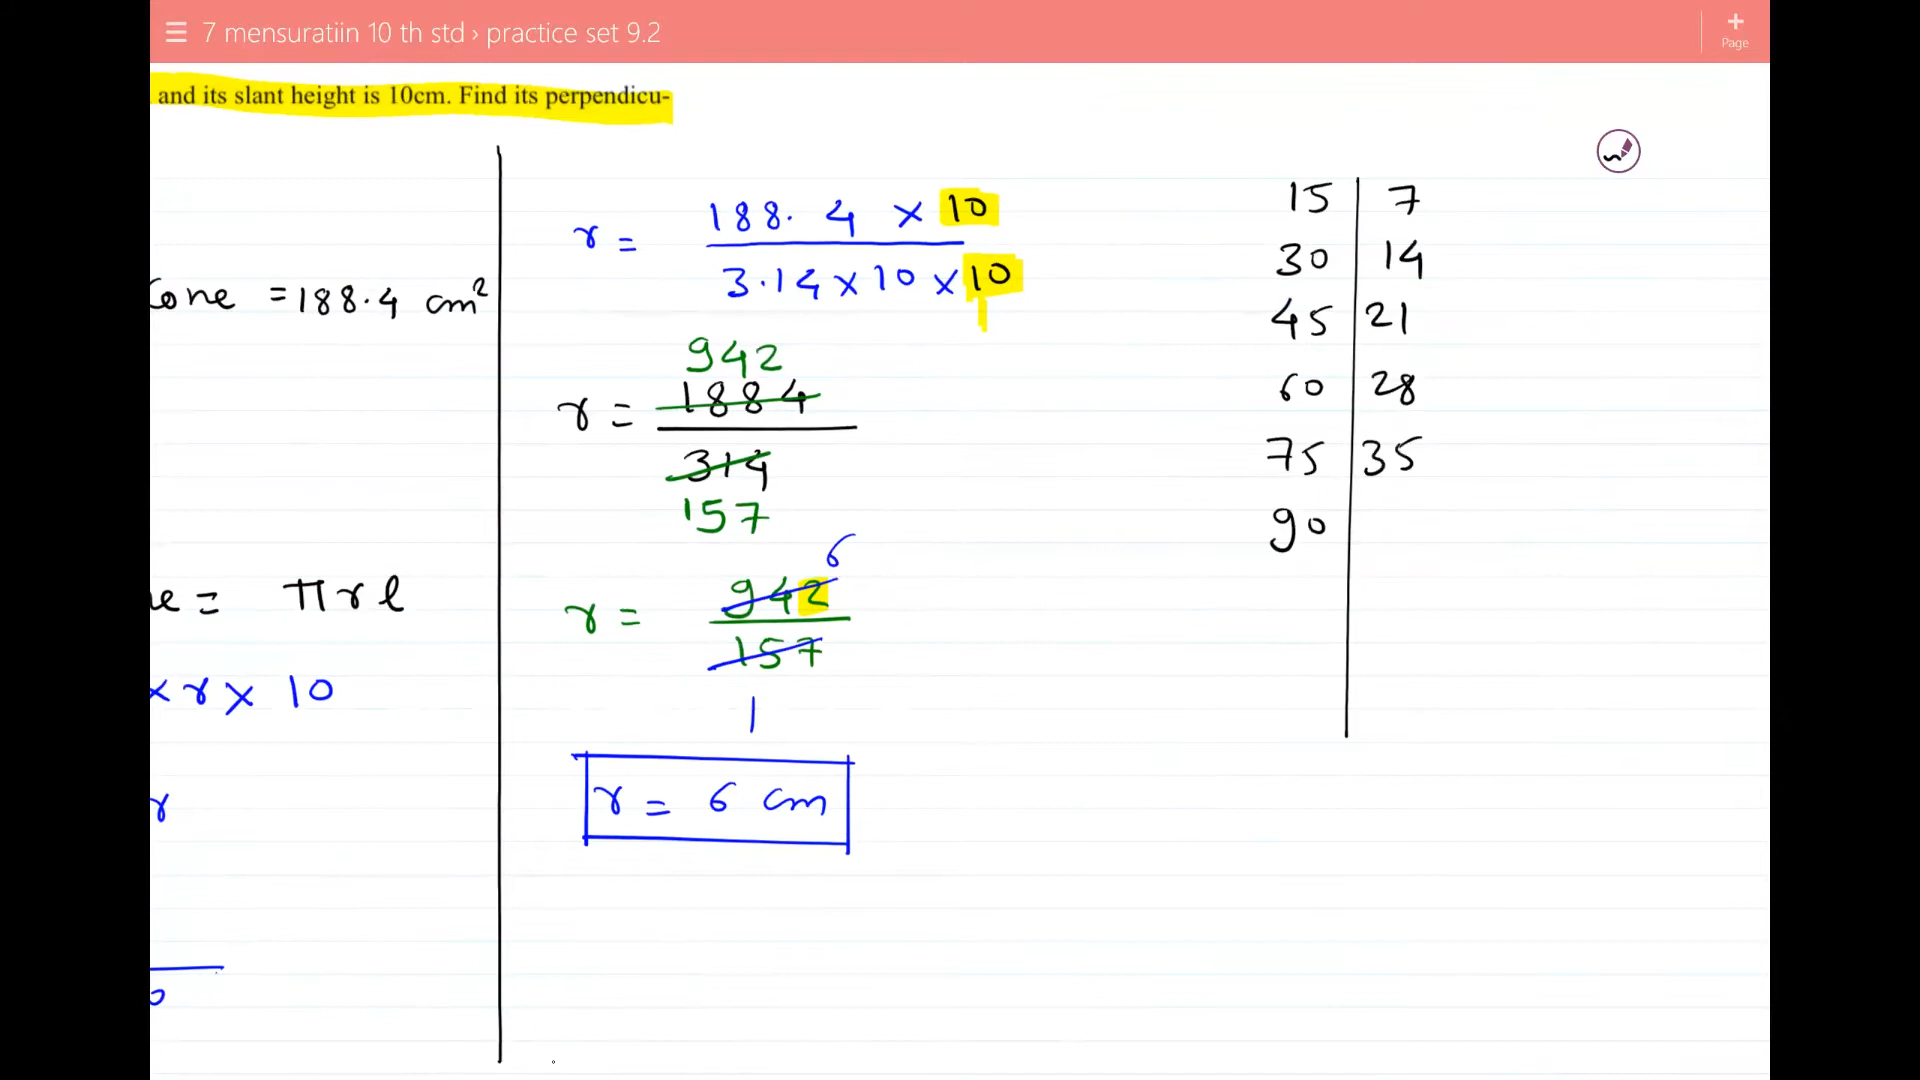 7 mensuratiin 10 th std › practice set 9.2
Page
and its slant height is 10cm. Find its perpendicu-
Cone = 188.4 cm²
= πrl
× r × 10
r
r = 188.4 × 10
3.14 × 10 × 10
942
r = 1884
314
157
6
r = 942
157
1
r = 6 cm
15 7
30 14
45 21
60 28
75 35
90